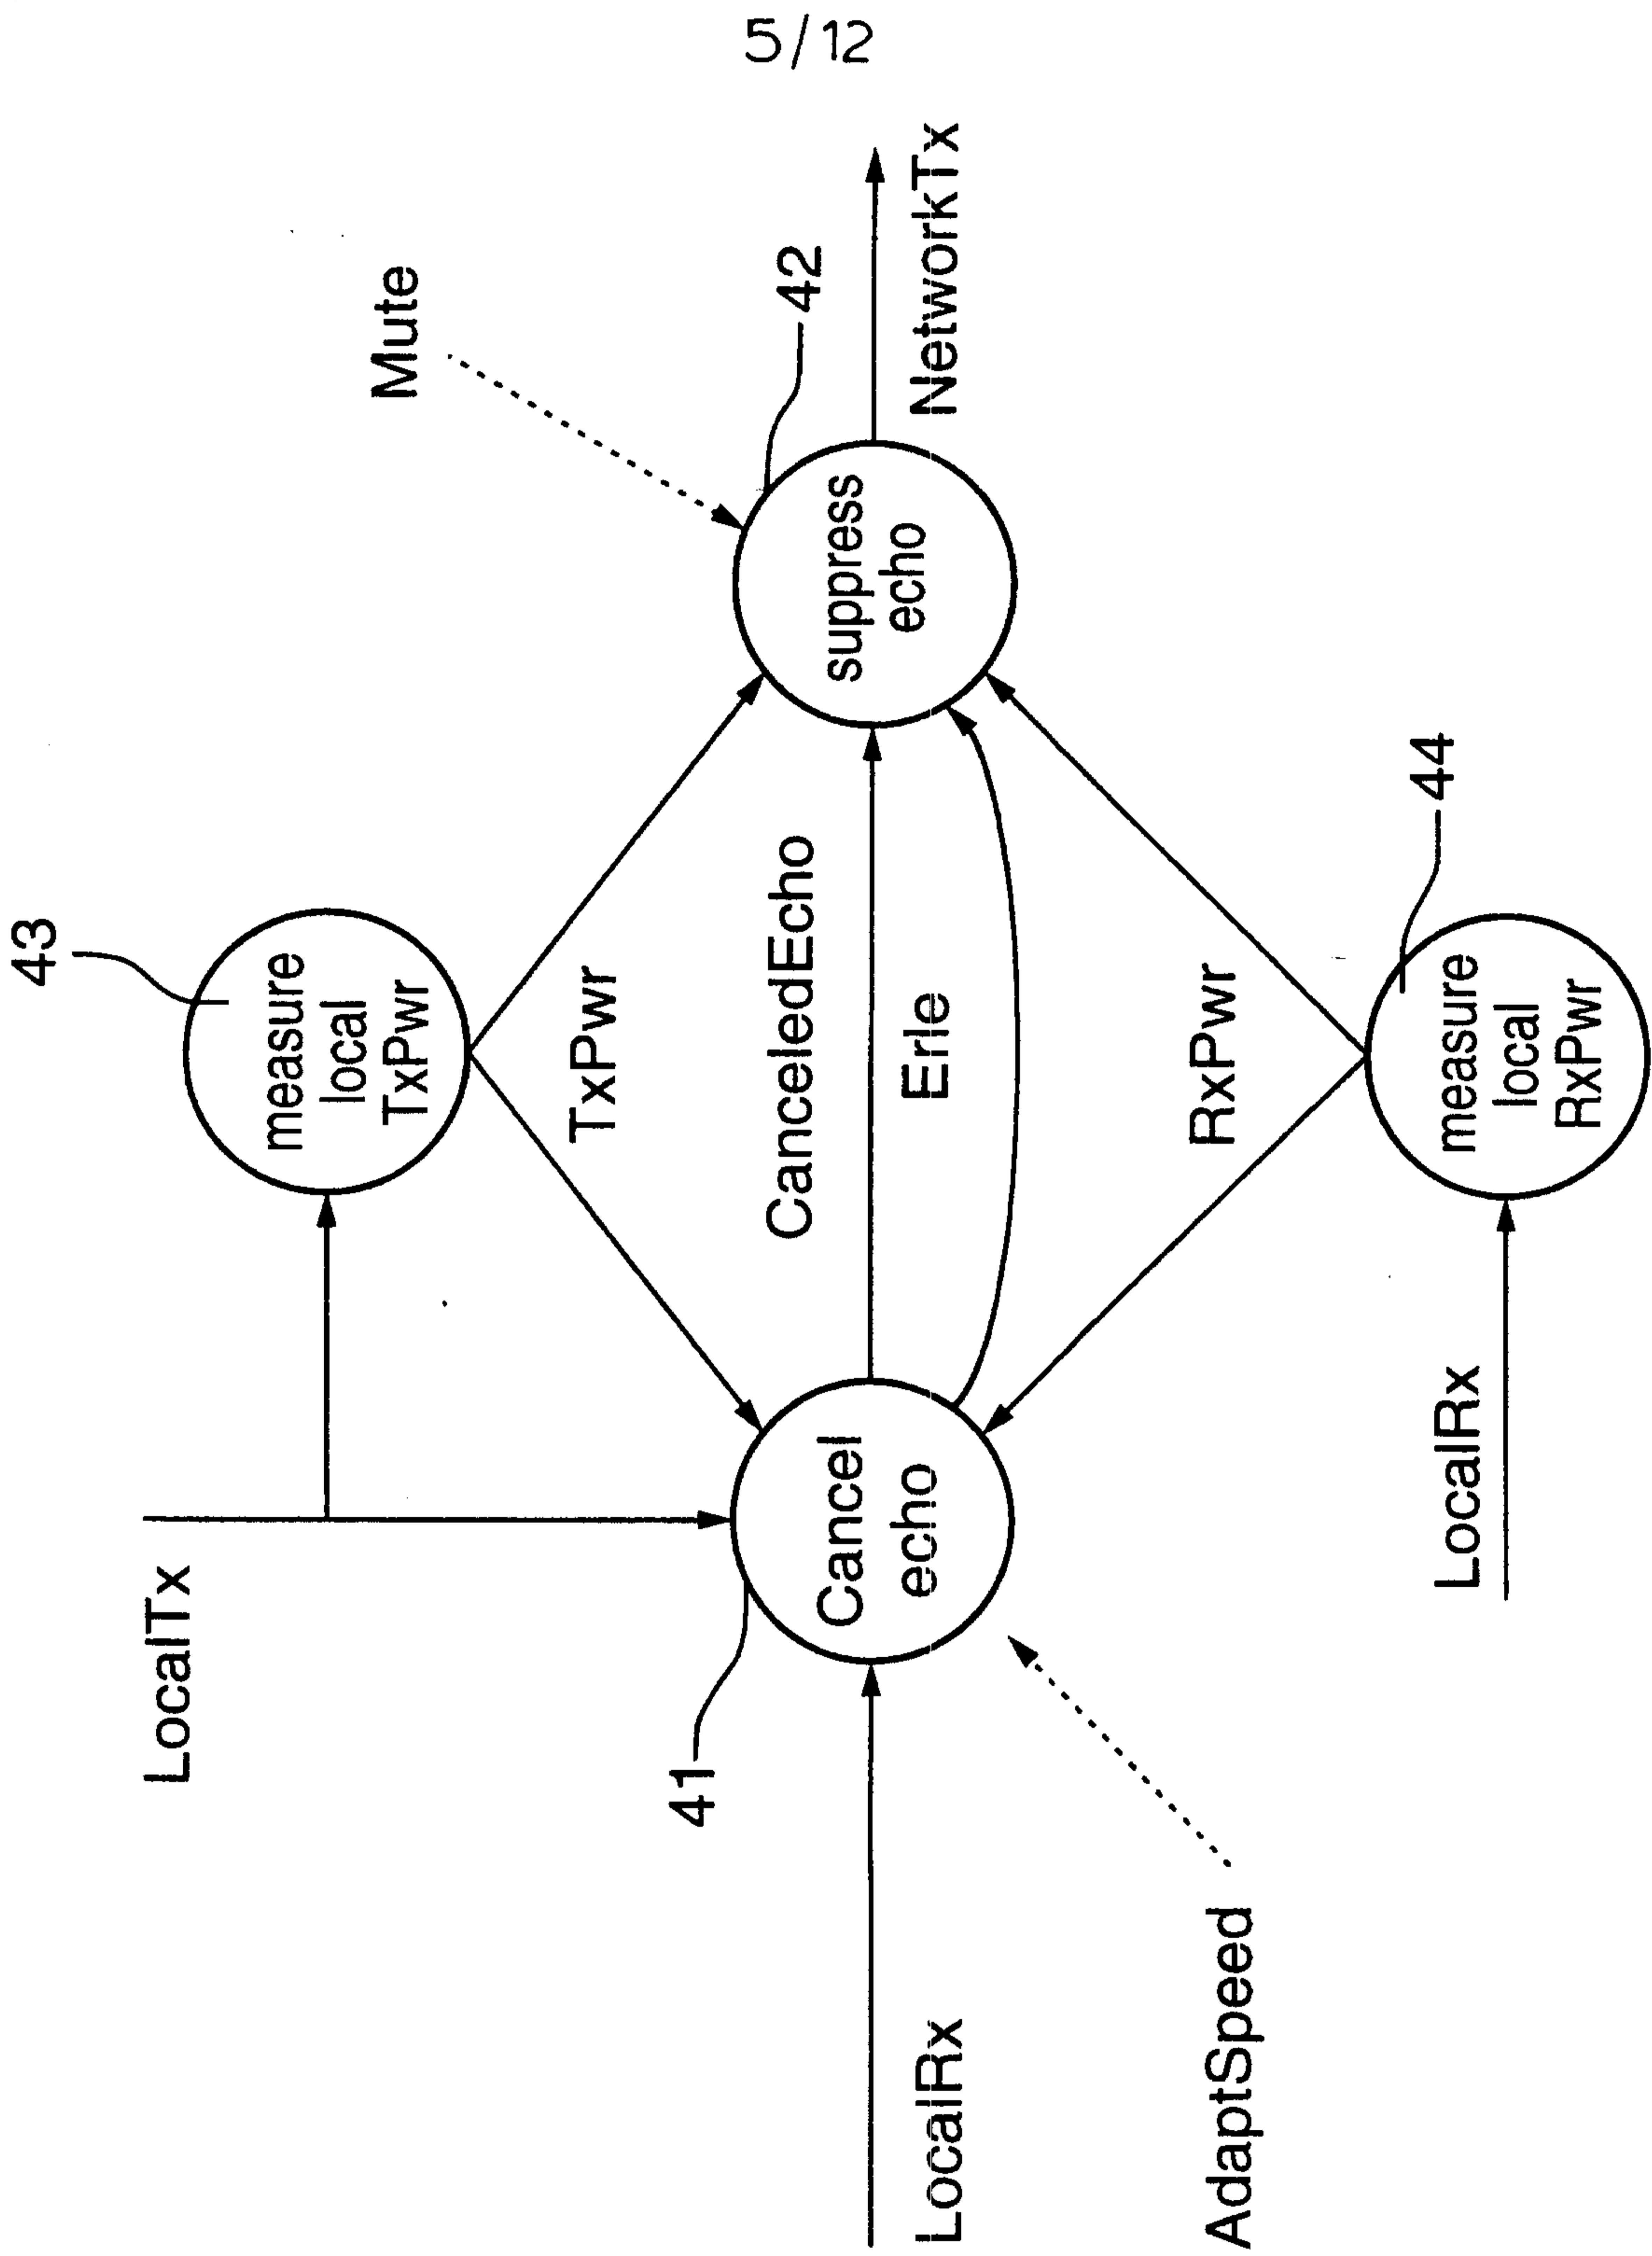 5/12
43
Mute
42
LocalTx
measure
local
TxPwr
TxPwr
suppress
echo
NetworkTx
CanceledEcho
Erle
41
Cancel
echo
LocalRx
RxPwr
44
AdaptSpeed
LocalRx
measure
local
RxPwr